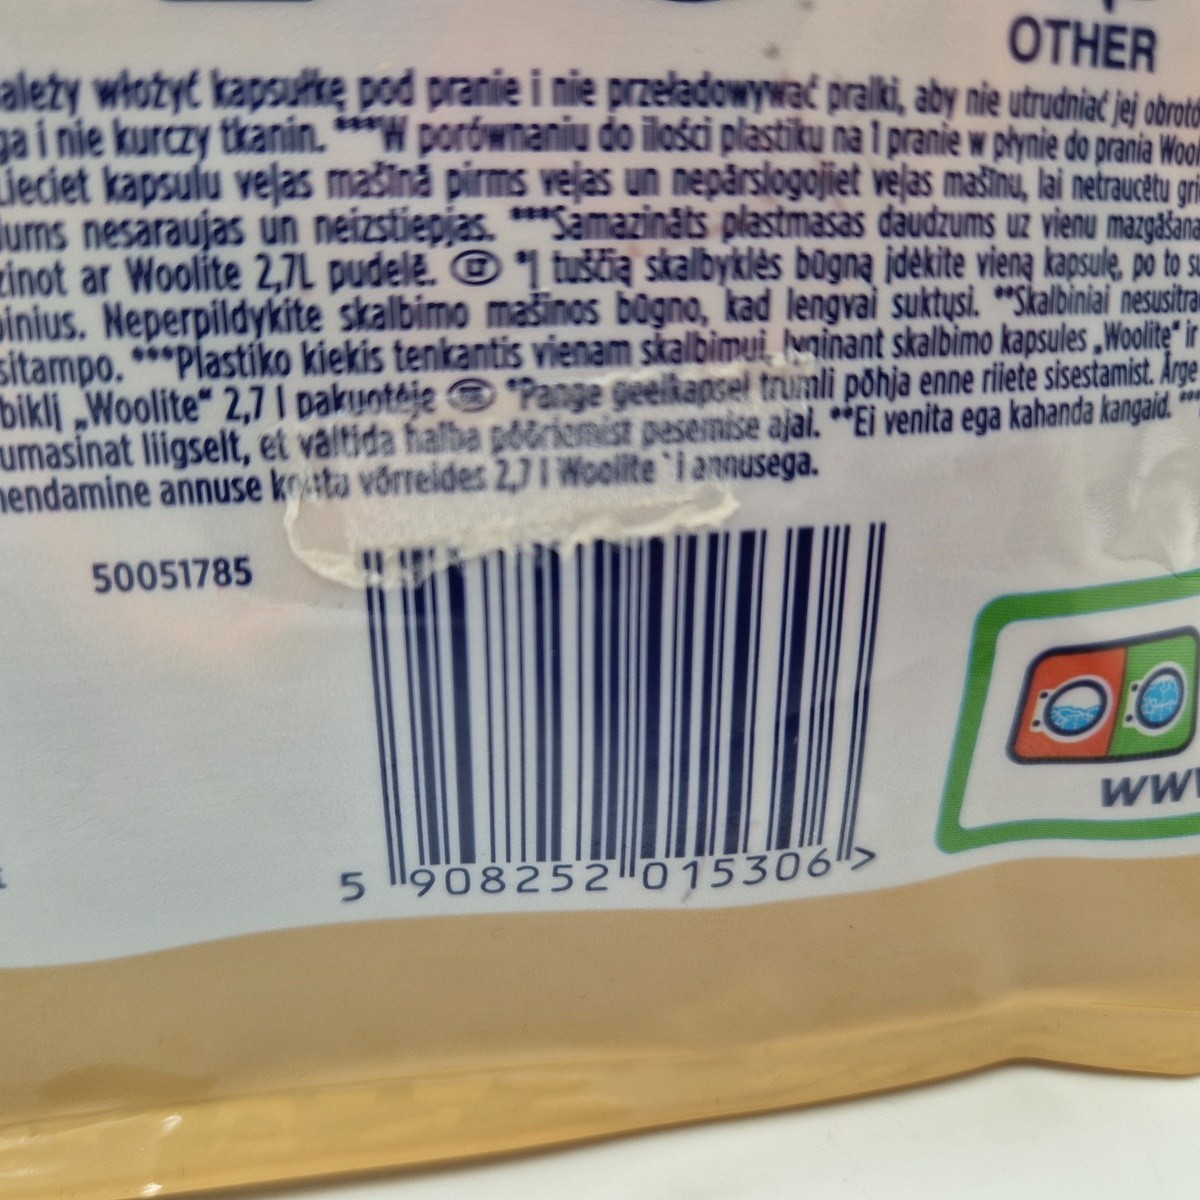 OTHER
ależy włożyć kapsułkę pod pranie i nie przeładowywać pralki, aby nie utrudniać jej obroto
ga i nie kurczy tkanin. ***W porównaniu do ilości plastiku na 1 pranie w płynie do prania Wool
Lieciet kapsulu veļas mašīnā pirms veļas un nepārslogojiet veļas mašīnu, lai netraucētu gri
ums nesaraujas un neizstiepjas. ***Samazināts plastmasas daudzums uz vienu mazgāšana
zinot ar Woolite 2,7L pudelē. LT *Į tuščią skalbyklės būgną įdėkite vieną kapsulę, po to su
binius. Neperpildykite skalbimo mašinos būgno, kad lengvai suktųsi. **Skalbiniai nesusitra
sitampo. ***Plastiko kiekis tenkantis vienam skalbimui, lyginant skalbimo kapsules „Woolite" ir
biklį „Woolite" 2,7 l pakuotėje *Pange geelkapsel trumli põhja enne riiete sisestamist. Ärge
umasinat liigselt, et vältida halba pöörlemist pesemise ajal. **Ei venita ega kahanda kangaid.
nendamine annuse kohta võrreldes 2,7 l Woolite l annusega.
50051785
www
5 908252 015306 >